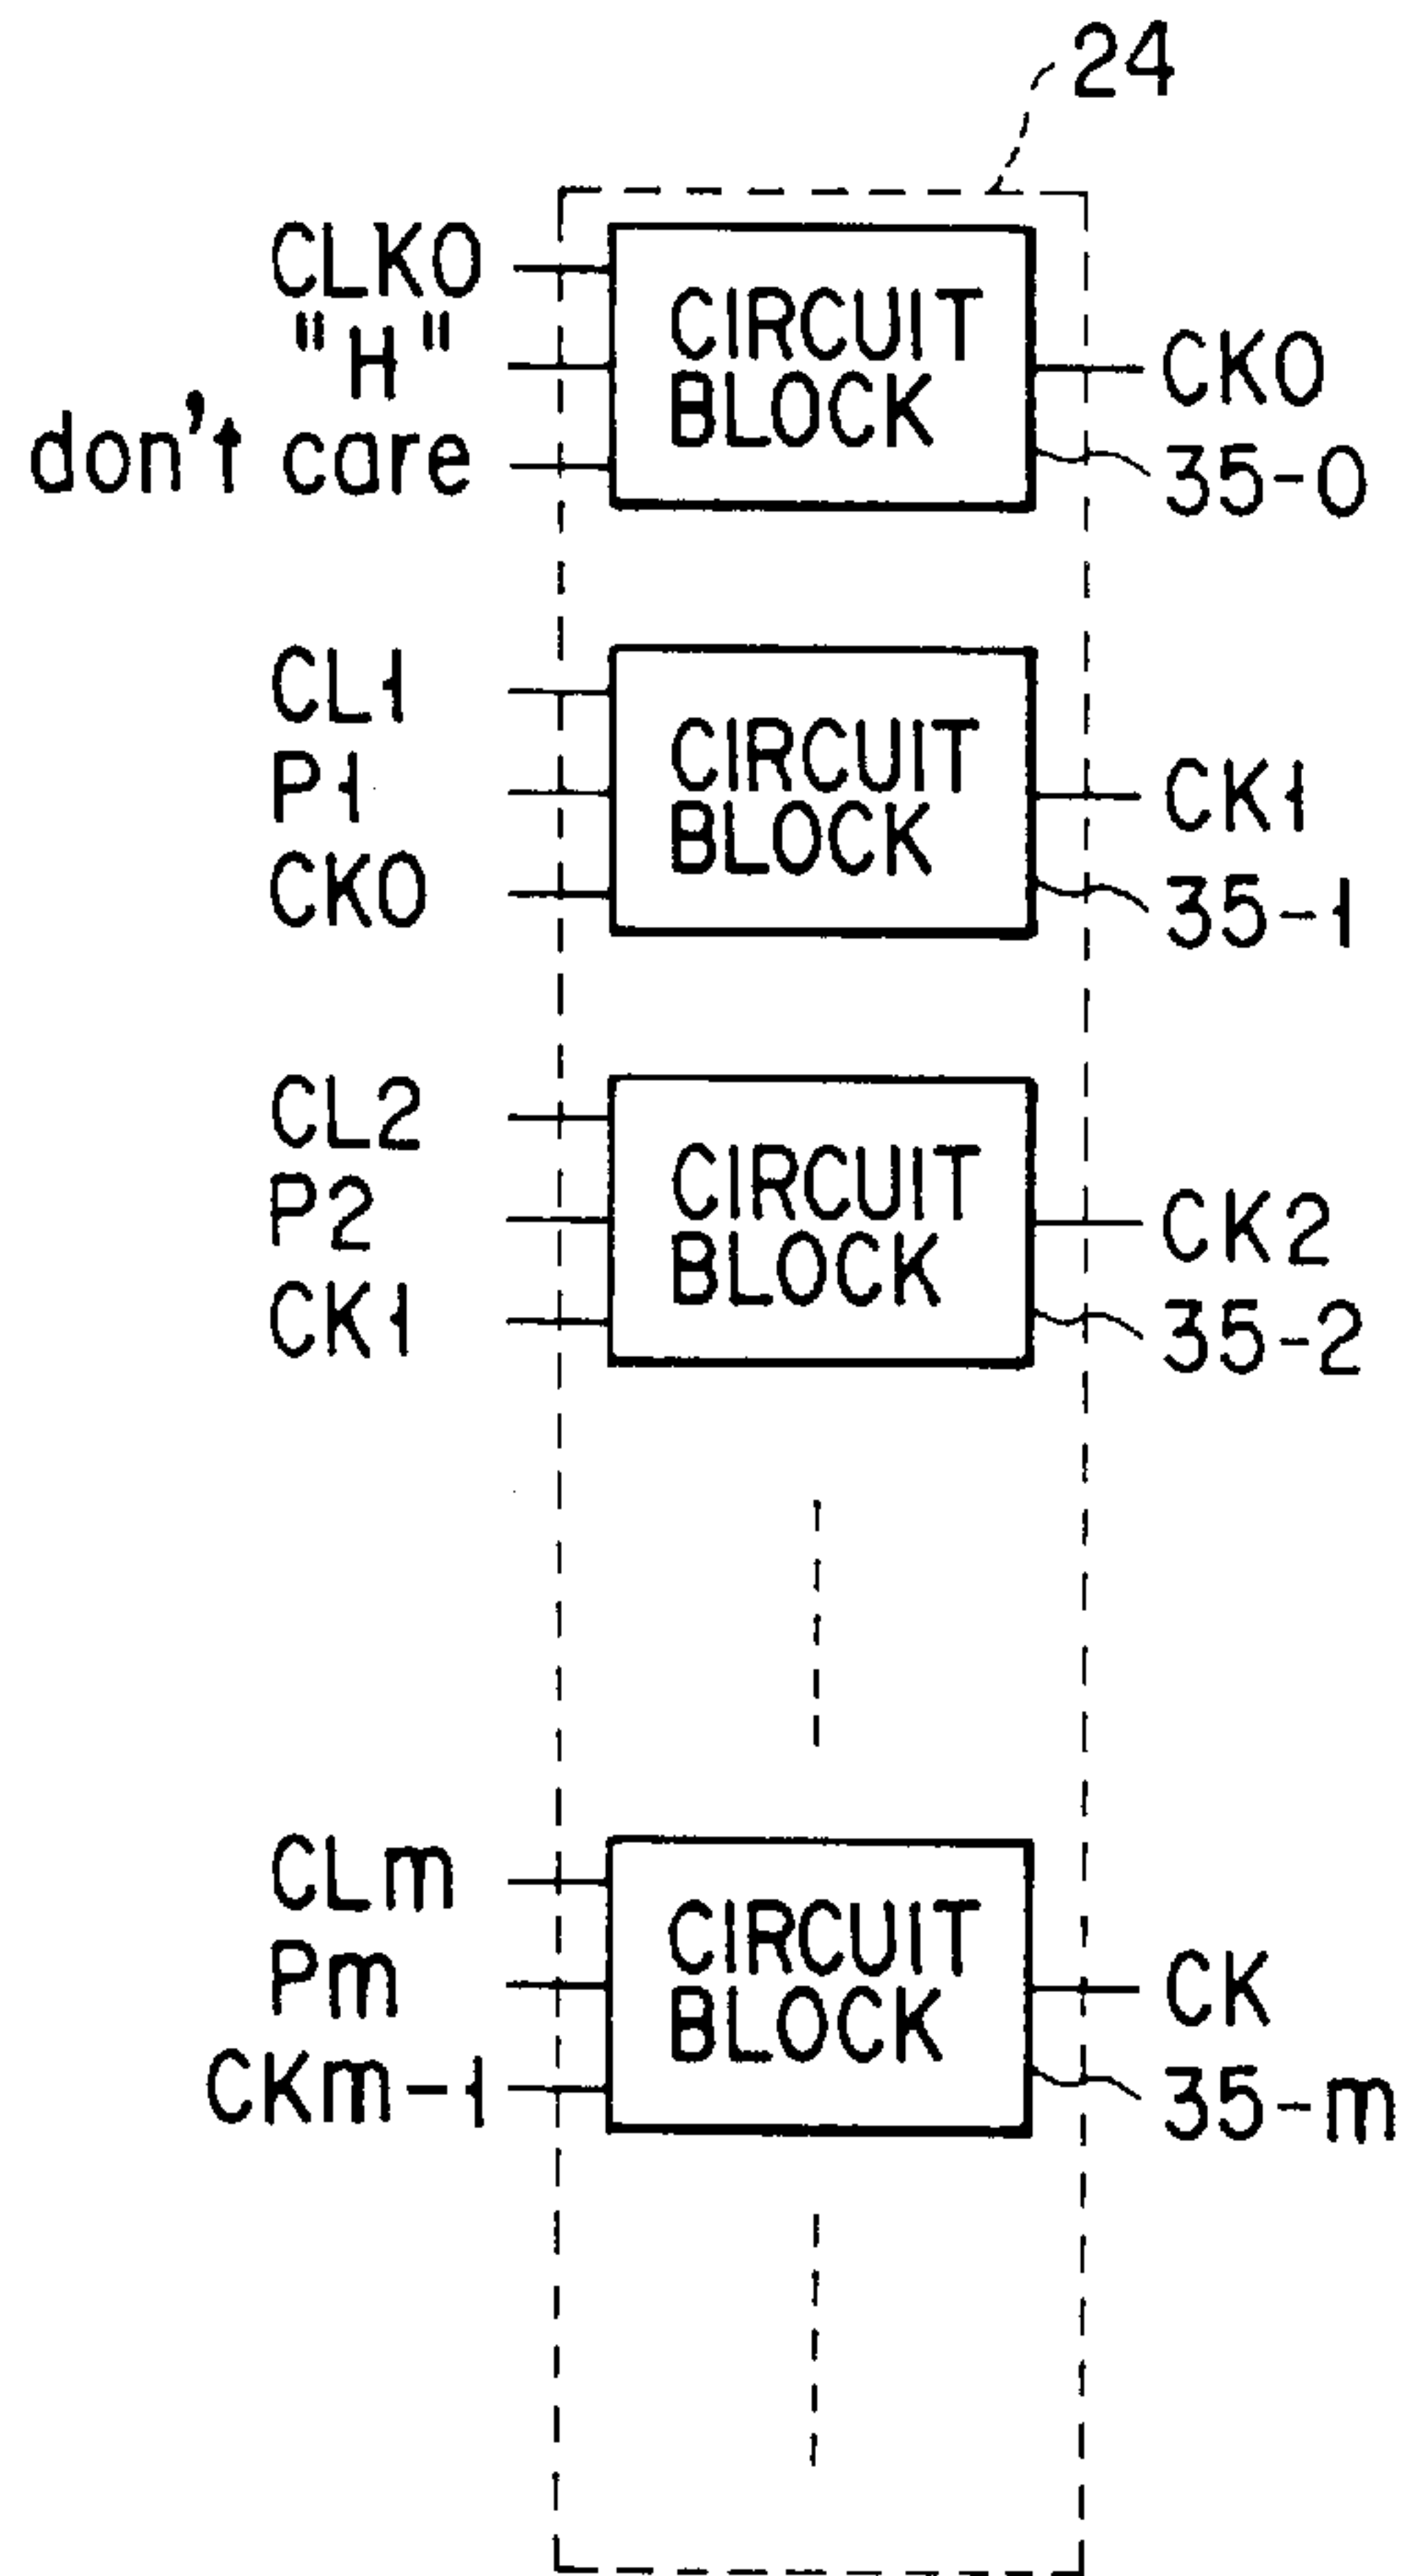 24
CLK0
"H"
don't care
CIRCUIT
BLOCK
CK0
35-0
CL1
P1
CK0
CIRCUIT
BLOCK
CK1
35-1
CL2
P2
CK1
CIRCUIT
BLOCK
CK2
35-2
CLm
Pm
CKm-1
CIRCUIT
BLOCK
CK
35-m